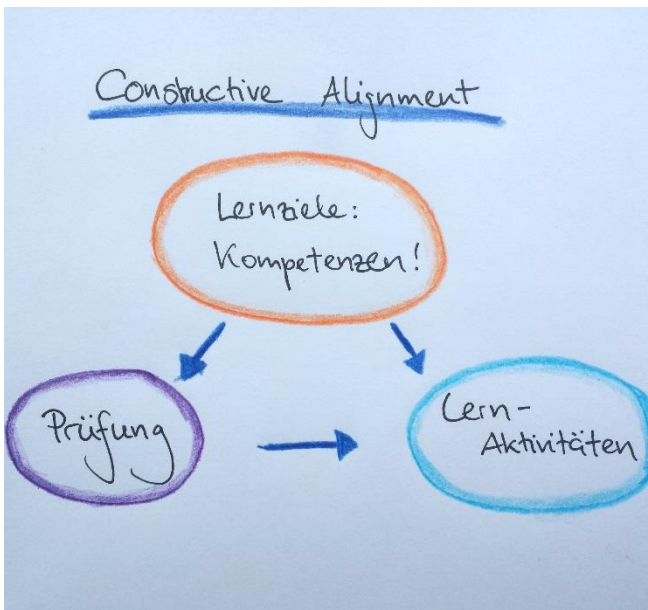 Constructive Alignment
Lernziele:
Kompetenzen!
Prüfung
Lern-
Aktivitäten